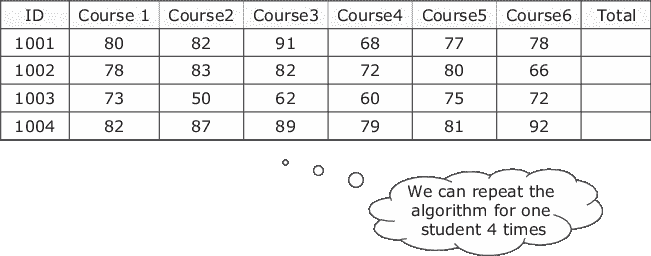 ID Course 1 Course2 Course3 Course4 Course5 Course6 Total
1001 80 82 91 68 77 78
1002 78 83 82 72 80 66
1003 73 50 62 60 75 72
1004 82 87 89 79 81 92
We can repeat the
algorithm for one
student 4 times